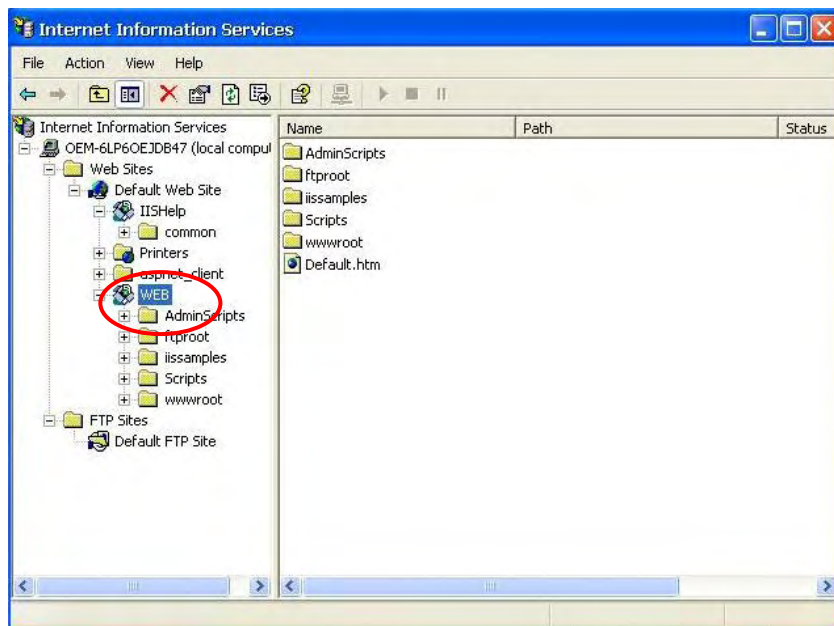 Internet Information Services
File Action View Help
Internet Information Services
OEM-6LP6OEJDB47 (local comput
Web Sites
Default Web Site
IISHelp
common
Printers
aspnet_client
WEB
AdminScripts
ftproot
iissamples
Scripts
wwwroot
FTP Sites
Default FTP Site
Name Path Status
AdminScripts
ftproot
iissamples
Scripts
wwwroot
Default.htm